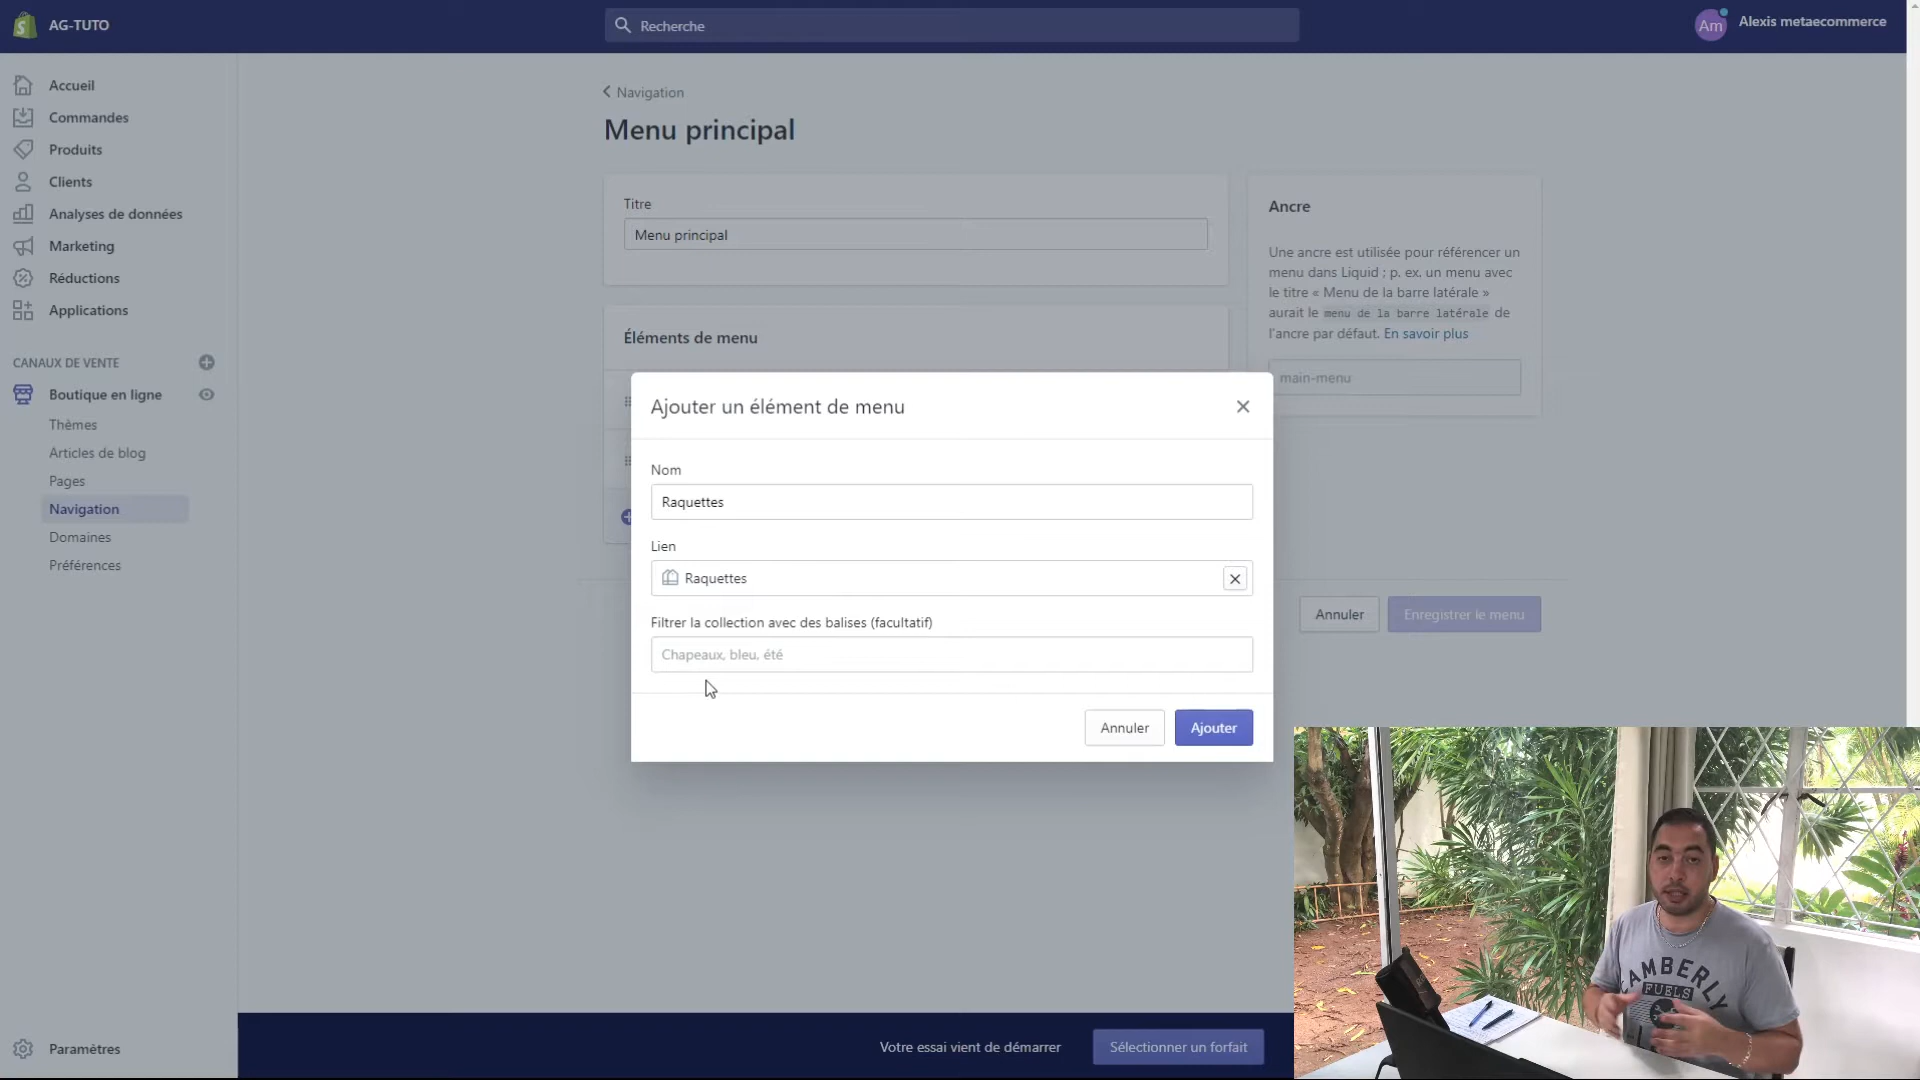 AG-TUTO
Recherche
Am
Alexis metaecommerce
Accueil
Commandes
Produits
Clients
Analyses de données
Marketing
Réductions
Applications
CANAUX DE VENTE
Boutique en ligne
Thèmes
Articles de blog
Pages
Navigation
Domaines
Préférences
Paramètres
Navigation
Menu principal
Titre
Menu principal
Éléments de menu
Ancre
Une ancre est utilisée pour référencer un
menu dans Liquid ; p. ex. un menu avec
le titre « Menu de la barre latérale »
aurait le menu de la barre latérale de
l'ancre par défaut. En savoir plus
main-menu
Ajouter un élément de menu
Nom
Raquettes
Lien
Raquettes
Filtrer la collection avec des balises (facultatif)
Chapeaux, bleu, été
Annuler
Ajouter
Annuler
Enregistrer le menu
Votre essai vient de démarrer
Sélectionner un forfait
FUELS